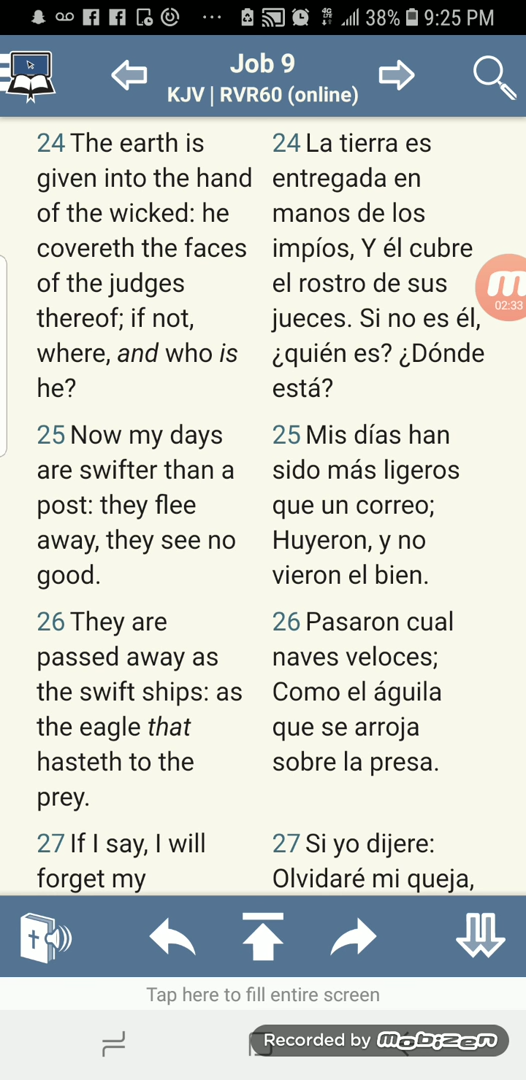 38% 9:25 PM
Job 9
KJV | RVR60 (online)
24 The earth is
given into the hand
of the wicked: he
covereth the faces
of the judges
thereof; if not,
where, and who is
he?
25 Now my days
are swifter than a
post: they flee
away, they see no
good.
26 They are
passed away as
the swift ships: as
the eagle that
hasteth to the
prey.
27 If I say, I will
forget my
24 La tierra es
entregada en
manos de los
impíos, Y él cubre
el rostro de sus
jueces. Si no es él,
¿quién es? ¿Dónde
está?
25 Mis días han
sido más ligeros
que un correo;
Huyeron, y no
vieron el bien.
26 Pasaron cual
naves veloces;
Como el águila
que se arroja
sobre la presa.
27 Si yo dijere:
Olvidaré mi queja,
02:33
Tap here to fill entire screen
Recorded by mobizen